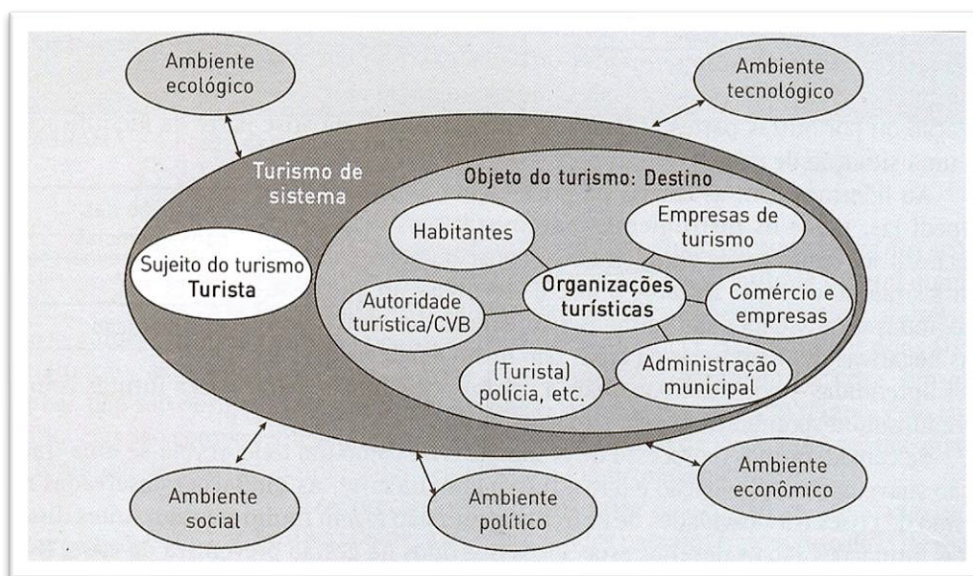 Ambiente
ecológico
Ambiente
tecnológico
Turismo de
sistema
Objeto do turismo: Destino
Habitantes
Empresas de
turismo
Sujeito do turismo
Turista
Organizações
turísticas
Autoridade
turística/CVB
Comércio e
empresas
(Turista)
polícia, etc.
Administração
municipal
Ambiente
social
Ambiente
político
Ambiente
econômico